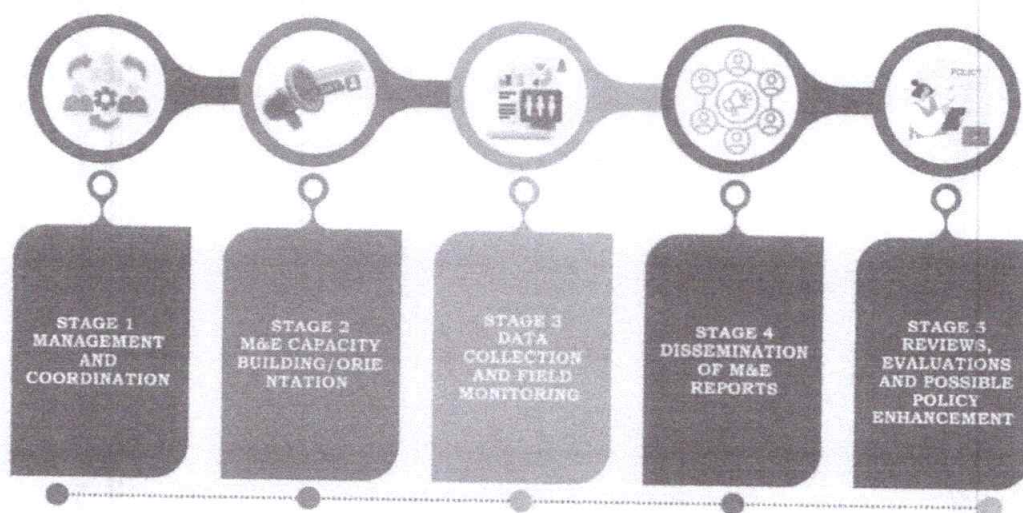 POLICY
STAGE 1
MANAGEMENT
AND
COORDINATION
STAGE 2
M&E CAPACITY
BUILDING/ORIE
NTATION
STAGE 3
DATA
COLLECTION
AND FIELD
MONITORING
STAGE 4
DISSEMINATION
OF M&E
REPORTS
STAGE 5
REVIEWS,
EVALUATIONS
AND POSSIBLE
POLICY
ENHANCEMENT